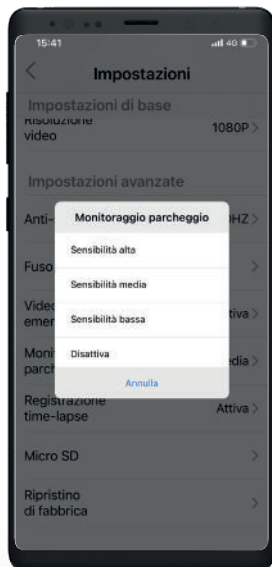 15:41
4G
Impostazioni
Impostazioni di base
Risoluzione
video
1080P >
Impostazioni avanzate
Anti-
HZ >
Monitoraggio parcheggio
Sensibilità alta
Sensibilità media
Sensibilità bassa
Disattiva
Annulla
Fuso
Video
emer
tiva >
Moni
parch
edia >
Registrazione
time-lapse
Attiva >
Micro SD
Ripristino
di fabbrica